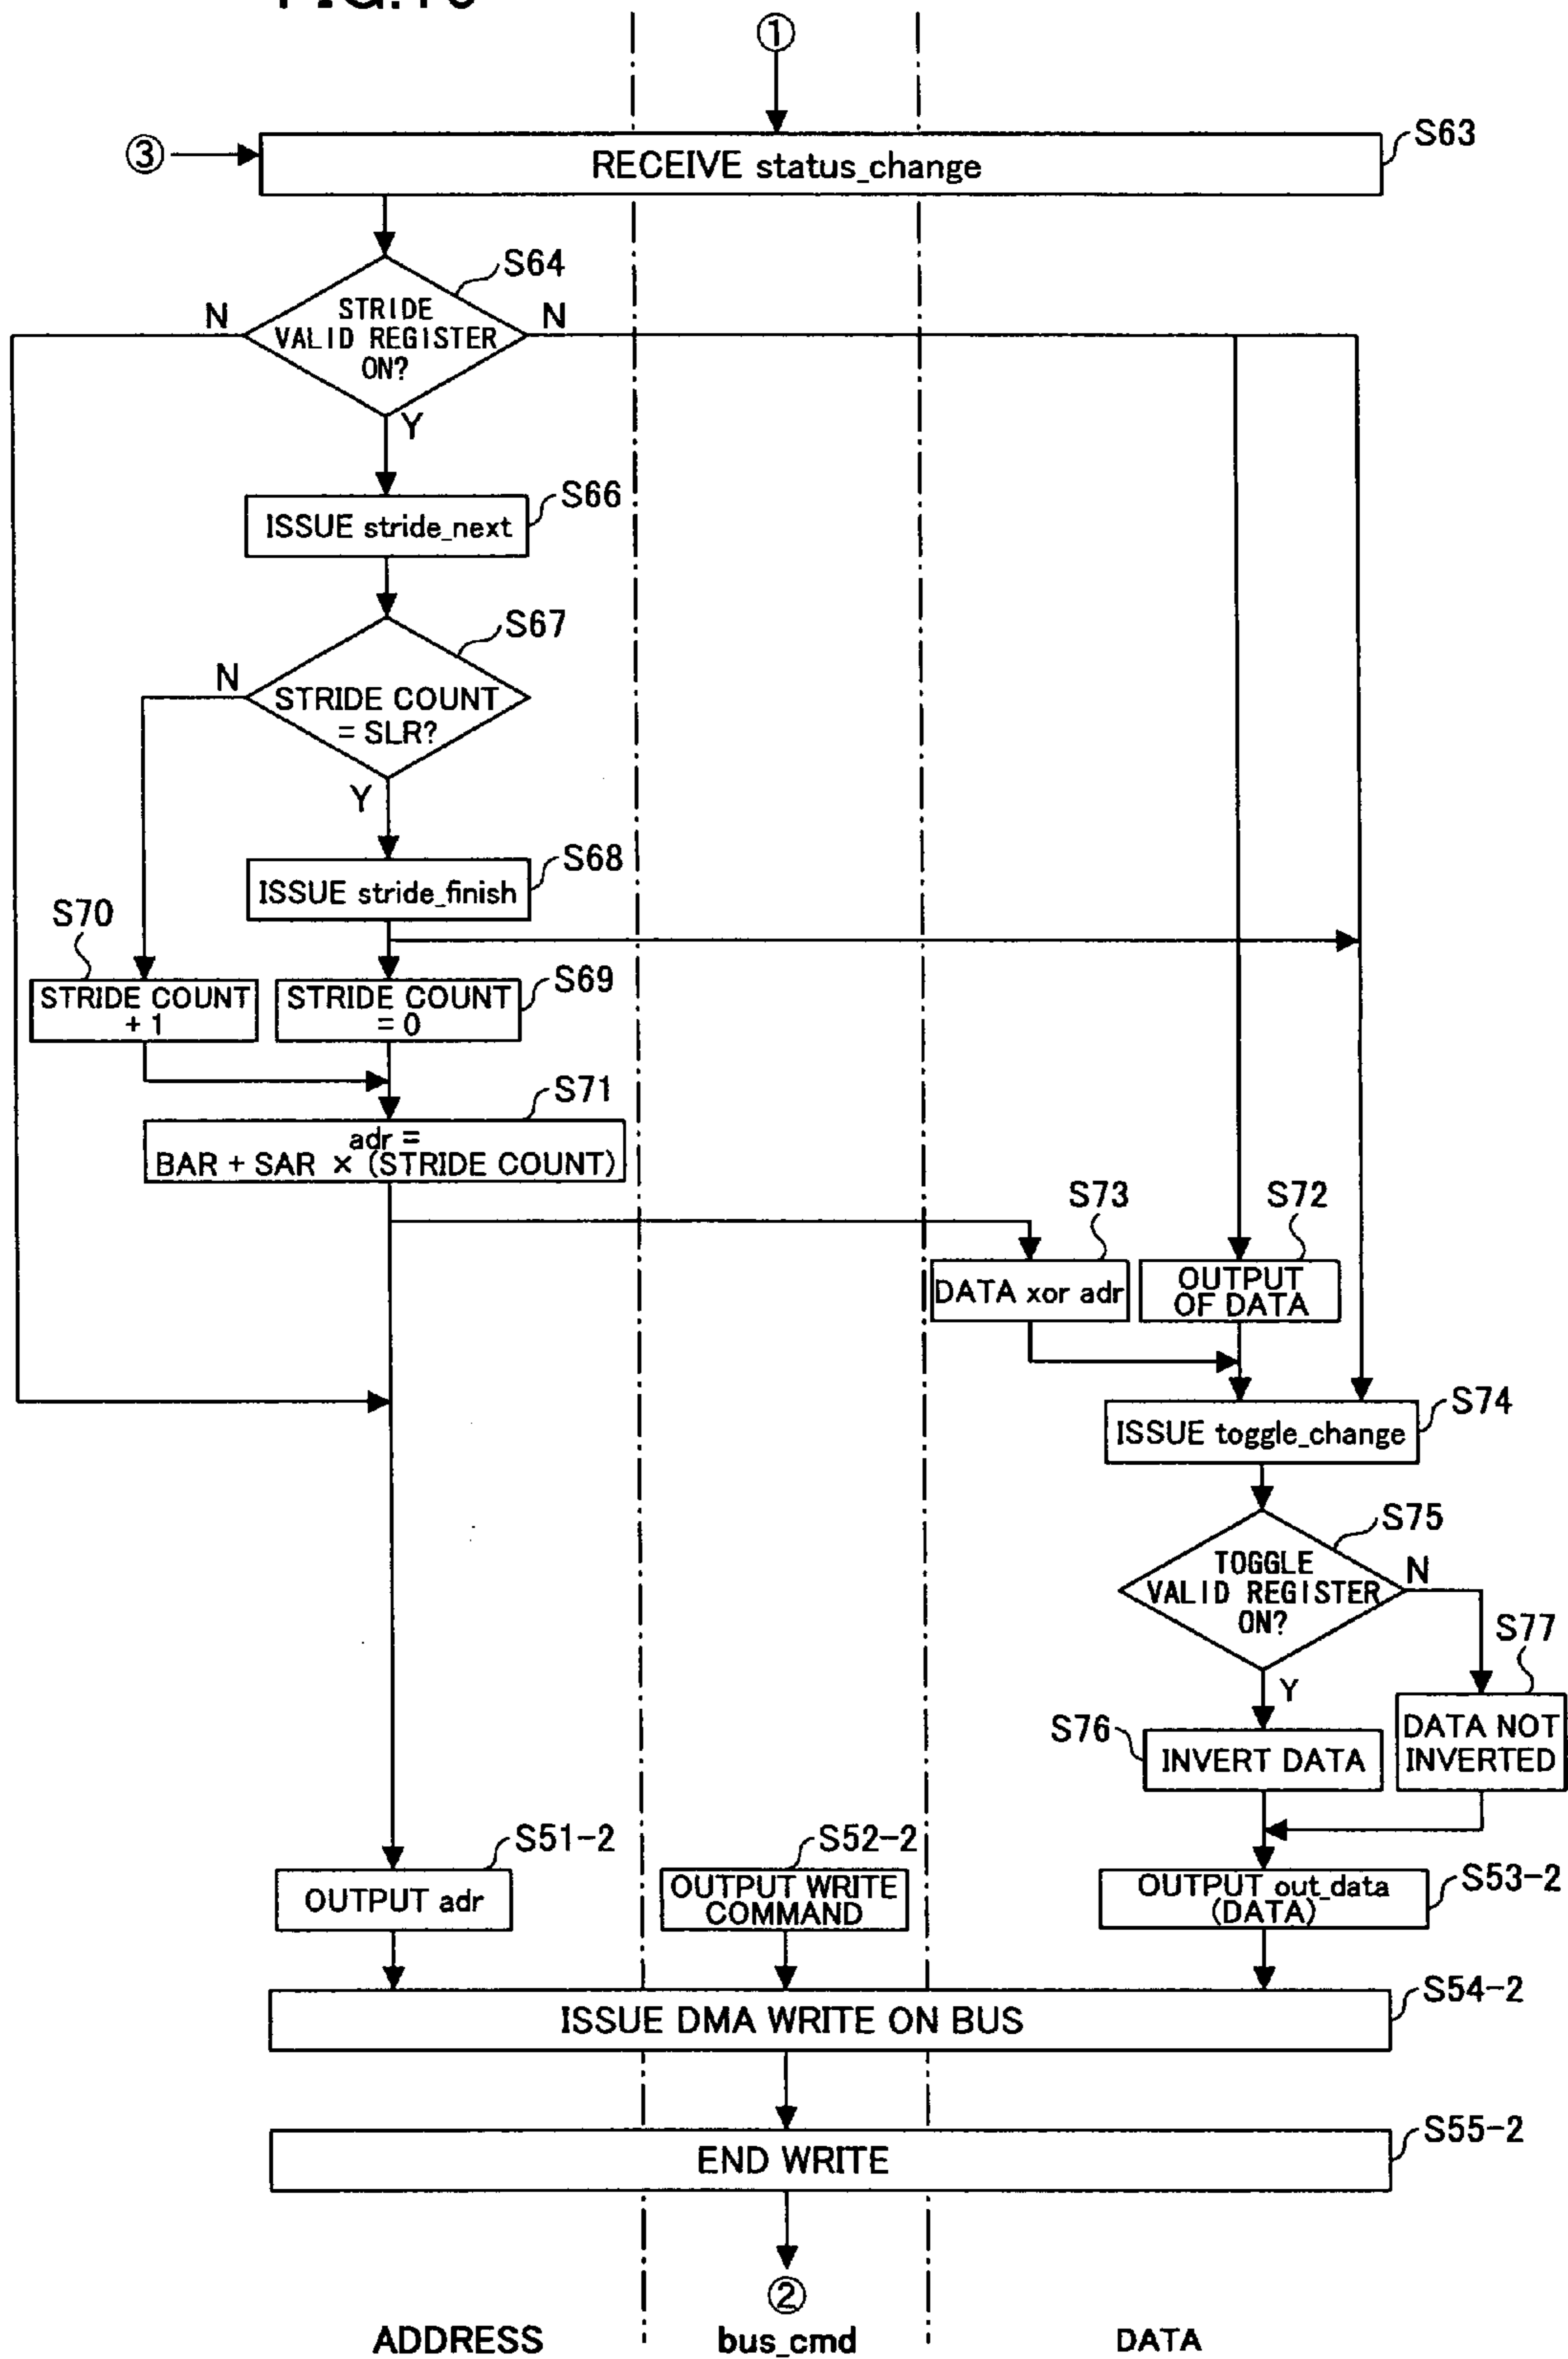 ①
③
RECEIVE status_change
S63
S64
N
STRIDE
VALID REGISTER
ON?
N
Y
ISSUE stride_next
S66
S67
N
STRIDE COUNT
= SLR?
Y
ISSUE stride_finish
S68
S70
STRIDE COUNT
+ 1
STRIDE COUNT
= 0
S69
S71
adr =
BAR + SAR × (STRIDE COUNT)
S73
S72
DATA xor adr
OUTPUT
OF DATA
S74
ISSUE toggle_change
S75
TOGGLE
VALID REGISTER
ON?
N
S77
Y
S76
INVERT DATA
DATA NOT
INVERTED
S51-2
S52-2
OUTPUT adr
OUTPUT WRITE
COMMAND
OUTPUT out_data
(DATA)
S53-2
ISSUE DMA WRITE ON BUS
S54-2
END WRITE
S55-2
②
ADDRESS
bus_cmd
DATA